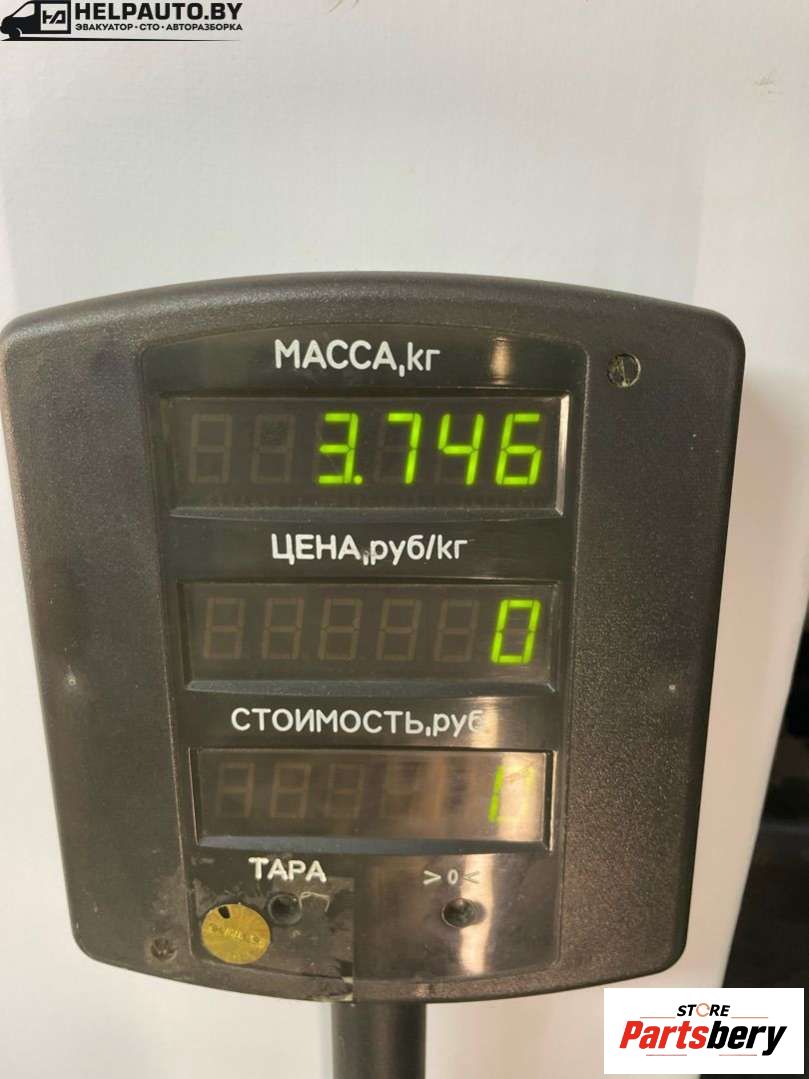 HELPAUTO.BY
ЭВАКУАТОР·СТО·АВТОРАЗБОРКА
МАССА,кг
3.746
ЦЕНА,руб/кг
0
СТОИМОСТЬ,руб
0
ТАРА >0<
STORE
Partsbery